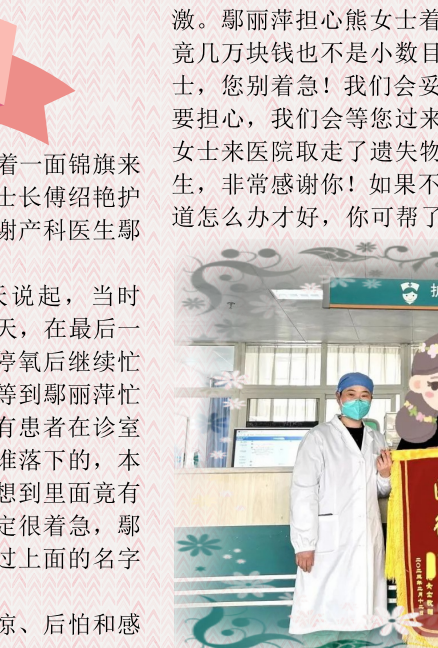 着一面锦旗来
士长傅绍艳护
谢产科医生鄢
天说起，当时
天，在最后一
停氧后继续忙
等到鄢丽萍忙
有患者在诊室
谁落下的，本
想到里面竟有
定很着急，鄢
过上面的名字
惊、后怕和感
激。鄢丽萍担心熊女士着
竟几万块钱也不是小数目
士，您别着急！我们会妥
要担心，我们会等您过来
女士来医院取走了遗失物
生，非常感谢你！如果不
道怎么办才好，你可帮了
护